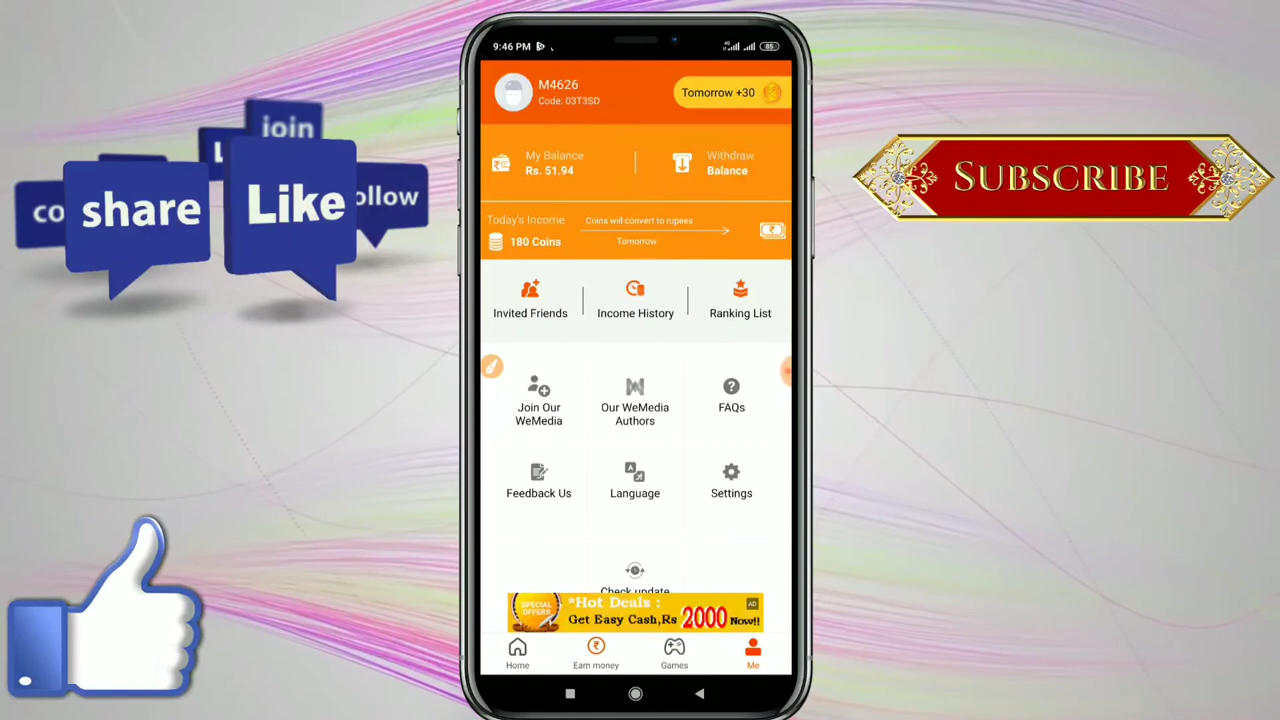 join
co
share
Like
ollow
SUBSCRIBE
9:46 PM
4G
85
M4626
Code: 03T3SD
Tomorrow +30
My Balance
Rs. 51.94
Withdraw
Balance
Today's Income
180 Coins
Coins will convert to rupees
Tomorrow
Invited Friends
Income History
Ranking List
Join Our
WeMedia
Our WeMedia
Authors
FAQs
Feedback Us
Language
Settings
Check update
SPECIAL
OFFERS
*Hot Deals :
Get Easy Cash,Rs 2000 Now!!
AD
Home
Earn money
Games
Me